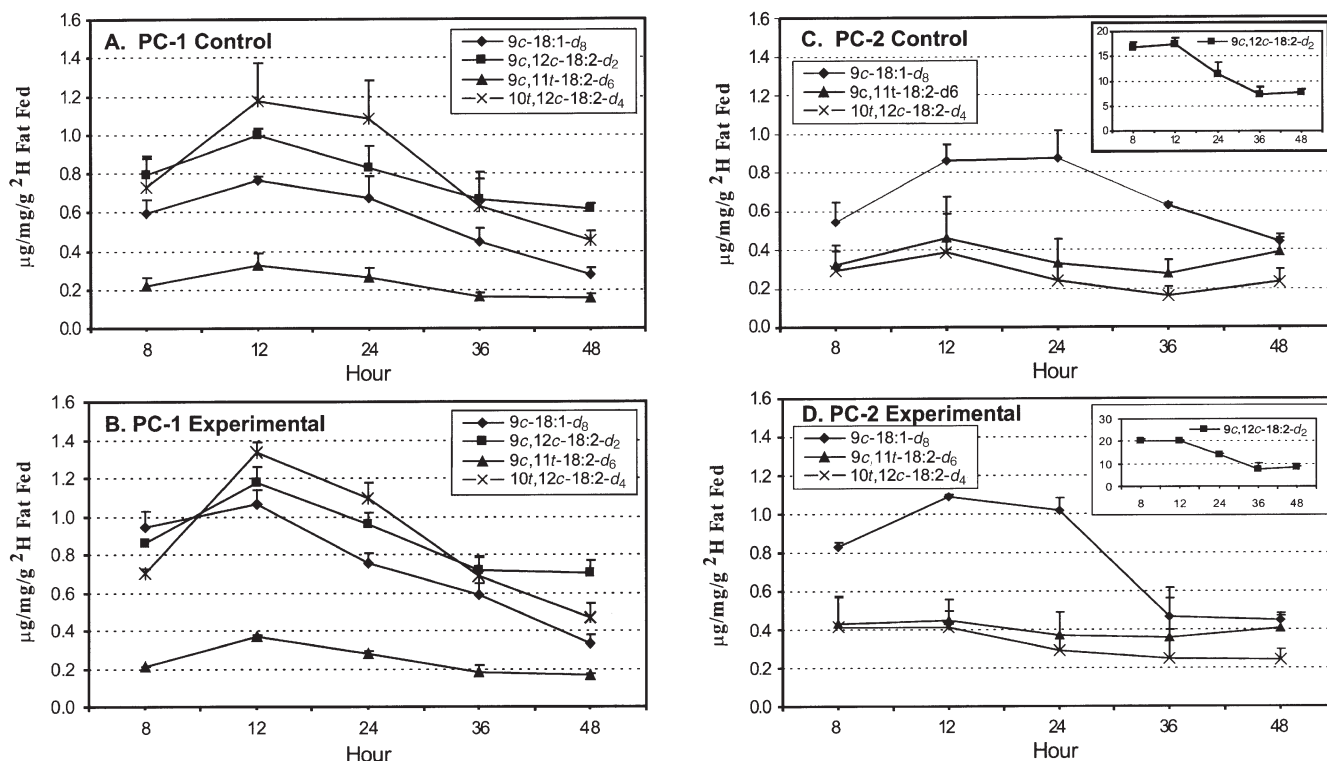 A. PC-1 Control
9c-18:1-d8
9c,12c-18:2-d2
9c,11t-18:2-d6
10t,12c-18:2-d4
µg/mg/g ²H Fat Fed
1.6
1.4
1.2
1.0
0.8
0.6
0.4
0.2
0.0
8 12 24 36 48
Hour
C. PC-2 Control
9c-18:1-d8
9c,11t-18:2-d6
10t,12c-18:2-d4
9c,12c-18:2-d2
20
15
10
5
0
8 12 24 36 48
µg/mg/g ²H Fat Fed
1.6
1.4
1.2
1.0
0.8
0.6
0.4
0.2
0.0
8 12 24 36 48
Hour
B. PC-1 Experimental
9c-18:1-d8
9c,12c-18:2-d2
9c,11t-18:2-d6
10t,12c-18:2-d4
µg/mg/g ²H Fat Fed
1.6
1.4
1.2
1.0
0.8
0.6
0.4
0.2
0.0
8 12 24 36 48
Hour
D. PC-2 Experimental
9c-18:1-d8
9c,11t-18:2-d6
10t,12c-18:2-d4
9c,12c-18:2-d2
30
20
10
0
8 12 24 36 48
µg/mg/g ²H Fat Fed
1.6
1.4
1.2
1.0
0.8
0.6
0.4
0.2
0.0
8 12 24 36 48
Hour